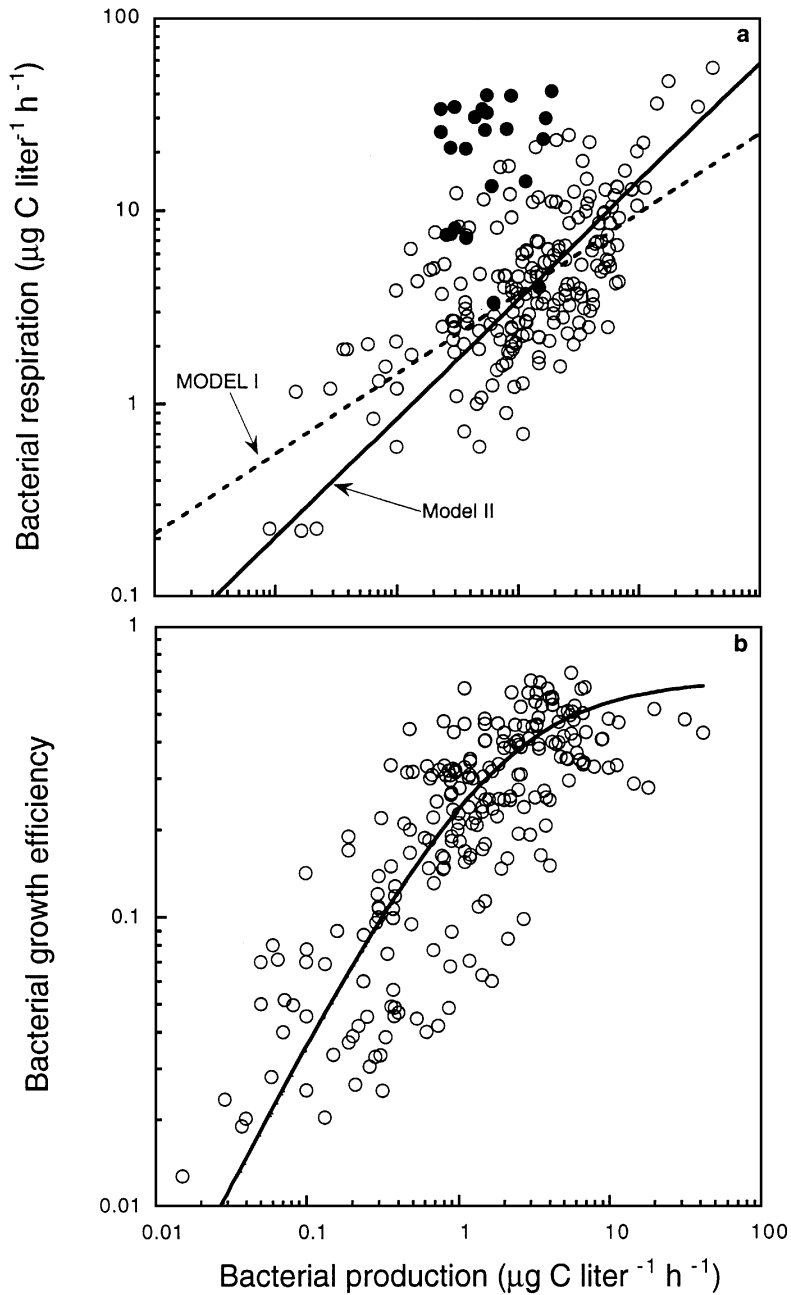 100
a
Bacterial respiration (µg C liter-1 h-1)
10
MODEL I
1
Model II
0.1
1
b
Bacterial growth efficiency
0.1
0.01
0.01 0.1 1 10 100
Bacterial production (µg C liter -1 h -1)